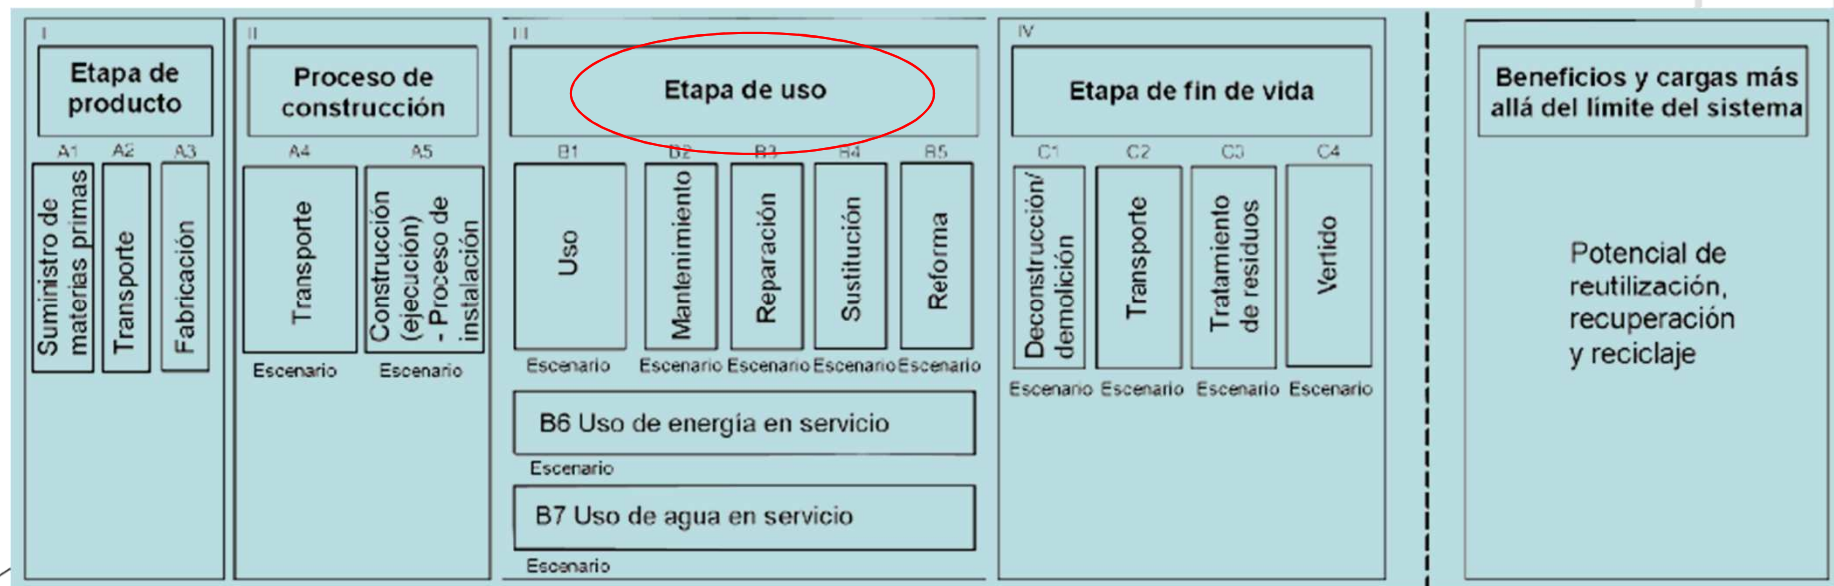 I
Etapa de
producto
A1
A2
A3
Suministro de
materias primas
Transporte
Fabricación
II
Proceso de
construcción
A4
A5
Transporte
Construcción
(ejecución)
- Proceso de
instalación
Escenario
Escenario
III
Etapa de uso
B1
B2
B3
B4
B5
Uso
Mantenimiento
Reparación
Sustitución
Reforma
Escenario
Escenario
Escenario
Escenario
Escenario
B6 Uso de energía en servicio
Escenario
B7 Uso de agua en servicio
Escenario
IV
Etapa de fin de vida
C1
C2
C3
C4
Deconstrucción/
demolición
Transporte
Tratamiento
de residuos
Vertido
Escenario
Escenario
Escenario
Escenario
Beneficios y cargas más
allá del límite del sistema
Potencial de
reutilización,
recuperación
y reciclaje